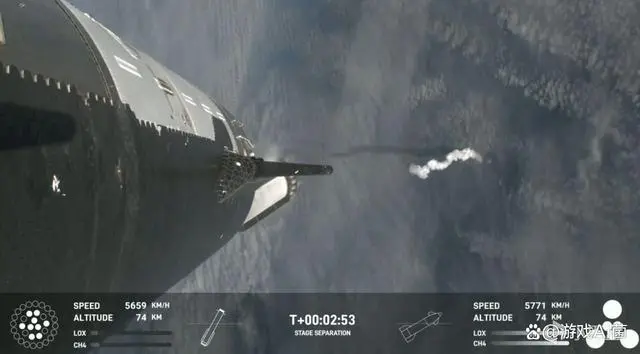 SPEED 5659 KM/H
ALTITUDE 74 KM
LOX
CH4
T+00:02:53
STAGE SEPARATION
SPEED 5771 KM/H
ALTITUDE 74 KM
LOX
CH4
@游戏AI菌